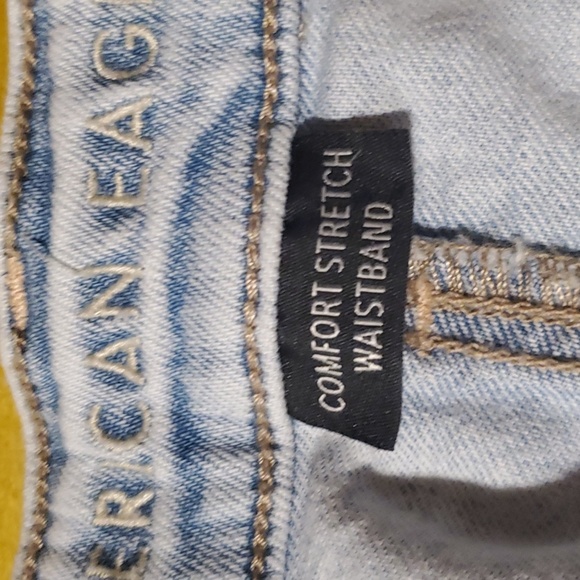 ERICAN EAG
COMFORT STRETCH
WAISTBAND